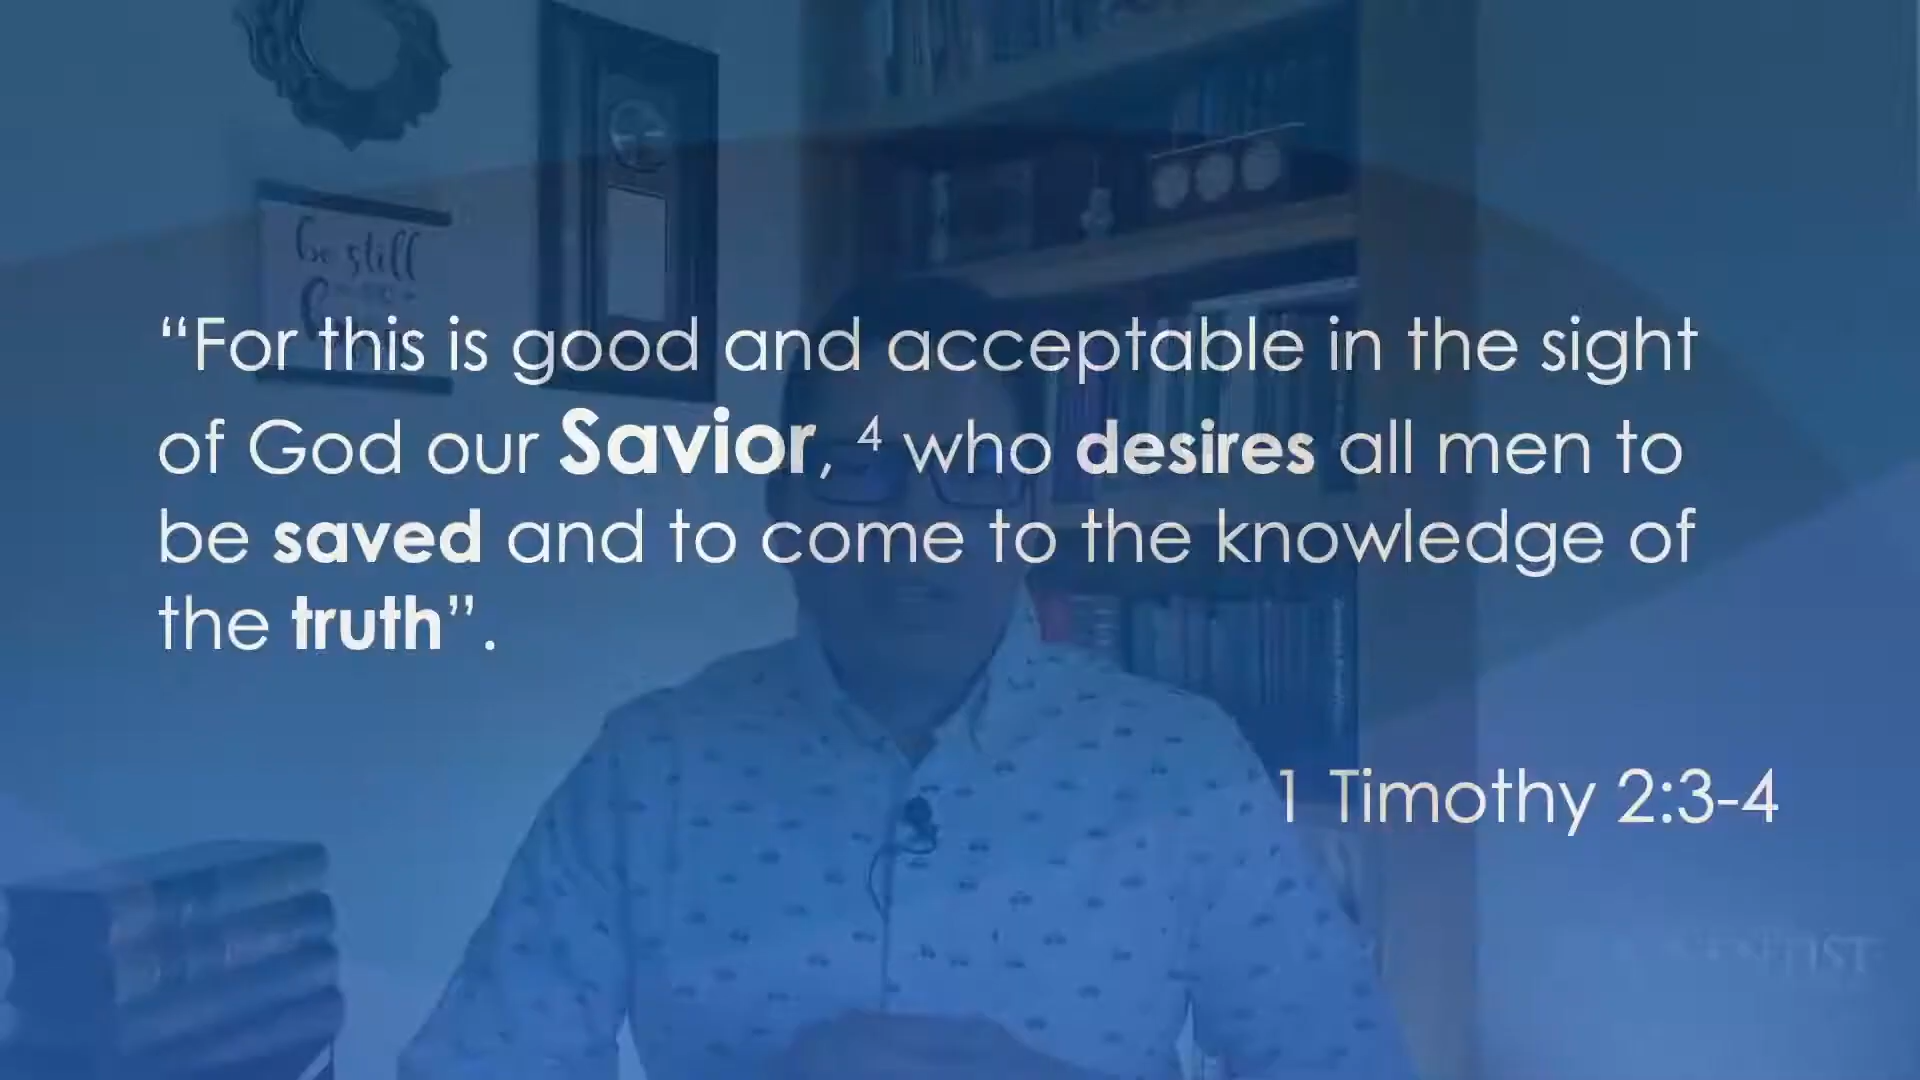 be still
“For this is good and acceptable in the sight
of God our Savior, ⁴ who desires all men to
be saved and to come to the knowledge of
the truth”.
1 Timothy 2:3-4